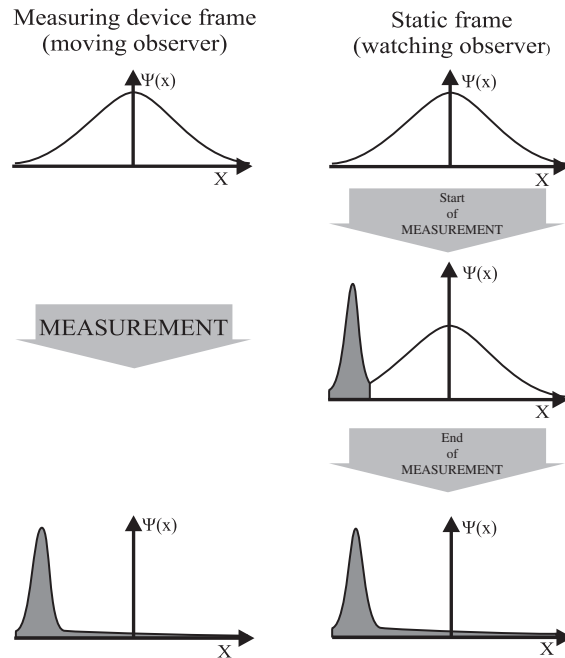 Measuring device frame
(moving observer)
Static frame
(watching observer)
Ψ(x)
X
Ψ(x)
X
Start
of
MEASUREMENT
MEASUREMENT
Ψ(x)
X
End
of
MEASUREMENT
Ψ(x)
X
Ψ(x)
X